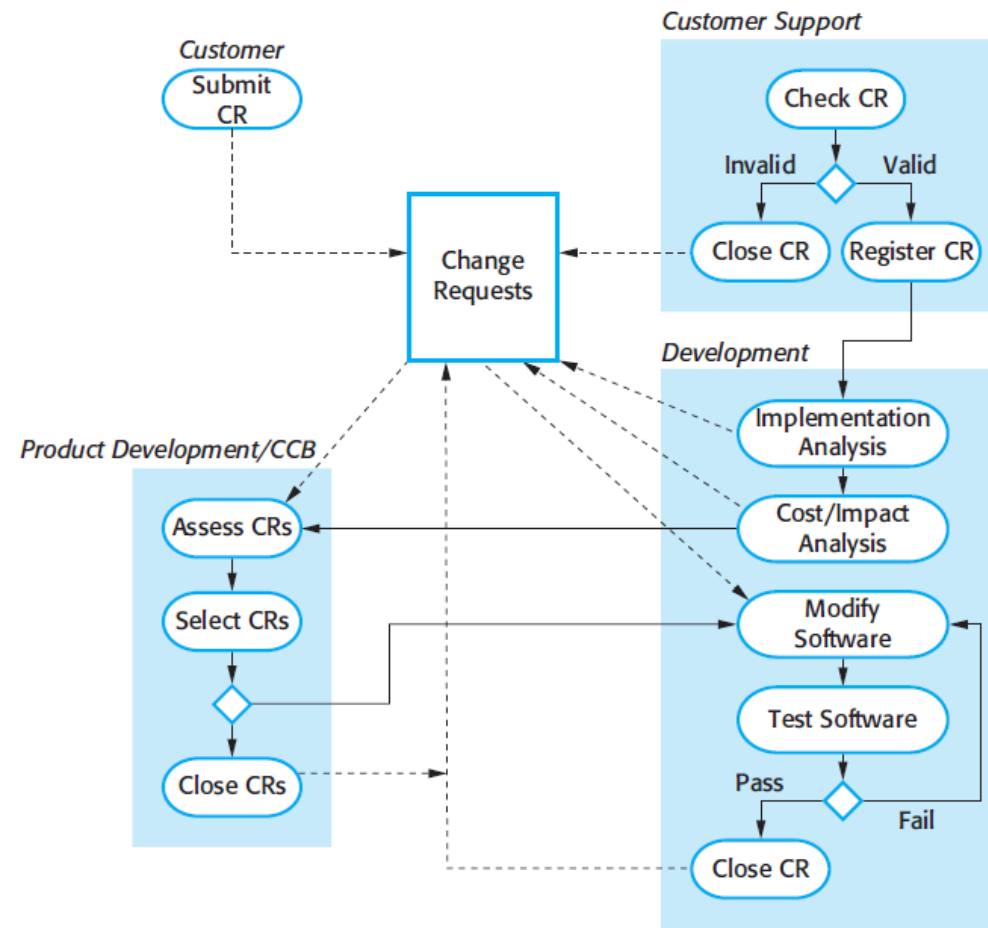 Customer Support
Customer
Submit
CR
Check CR
Invalid
Valid
Close CR
Register CR
Change
Requests
Development
Implementation
Analysis
Product Development/CCB
Assess CRs
Cost/Impact
Analysis
Select CRs
Modify
Software
Test Software
Close CRs
Pass
Fail
Close CR